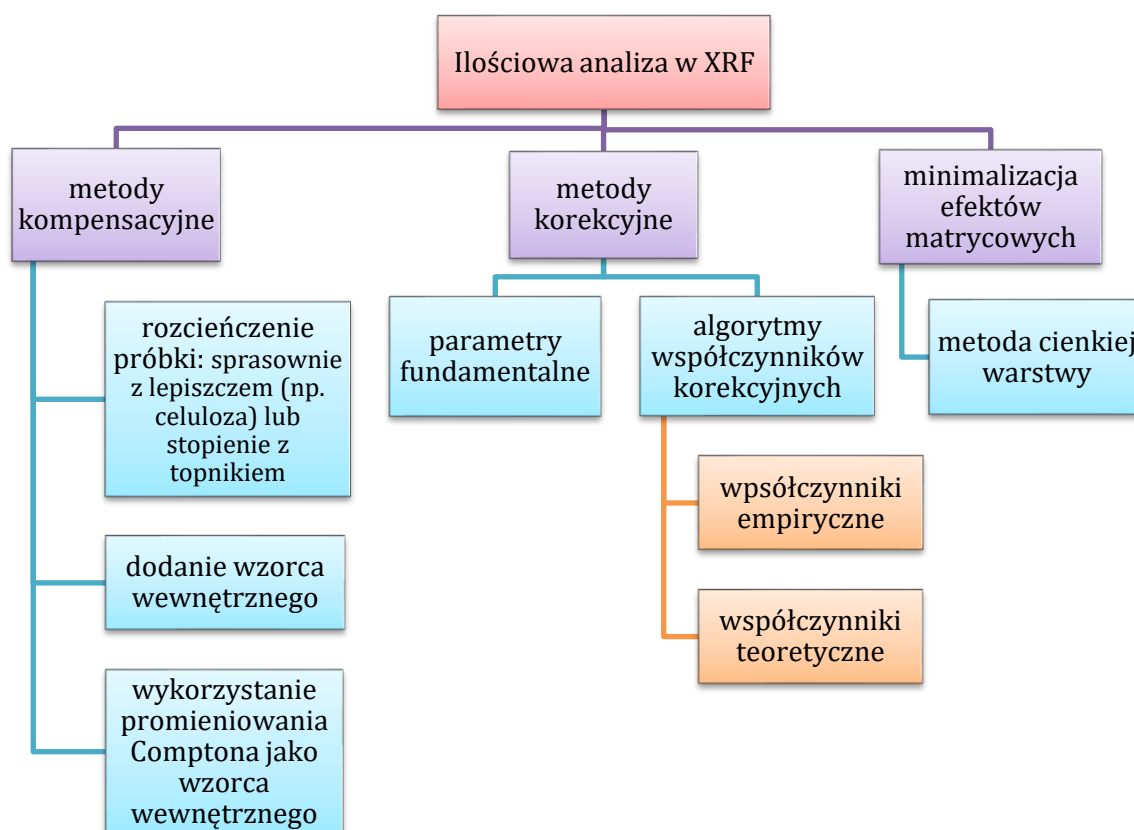 Ilościowa analiza w XRF
metody
kompensacyjne
rozcieńczenie
próbki: sprasownie
z lepiszczem (np.
celuloza) lub
stopienie z
topnikiem
dodanie wzorca
wewnętrznego
wykorzystanie
promieniowania
Comptona jako
wzorca
wewnętrznego
metody
korekcyjne
parametry
fundamentalne
algorytmy
współczynników
korekcyjnych
wpsółczynniki
empiryczne
współczynniki
teoretyczne
minimalizacja
efektów
matrycowych
metoda cienkiej
warstwy